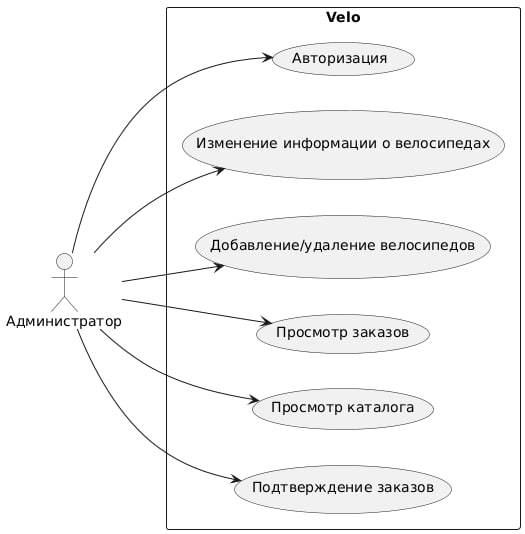 Velo
Авторизация
Изменение информации о велосипедах
Добавление/удаление велосипедов
Администратор
Просмотр заказов
Просмотр каталога
Подтверждение заказов